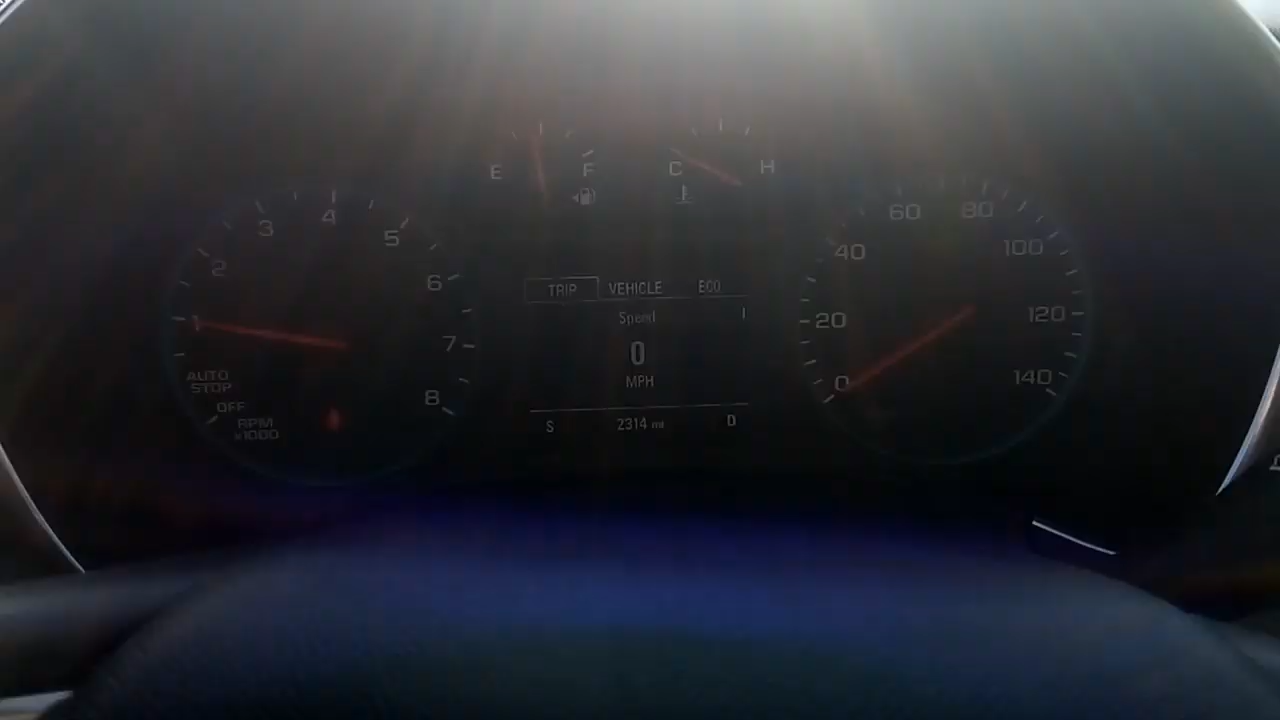 E F C H
1 2 3 4 5 6 7 8
AUTO
STOP
OFF
RPM
x1000
TRIP VEHICLE ECO
Speed
0
MPH
S 2314 mi D
0 20 40 60 80 100 120 140